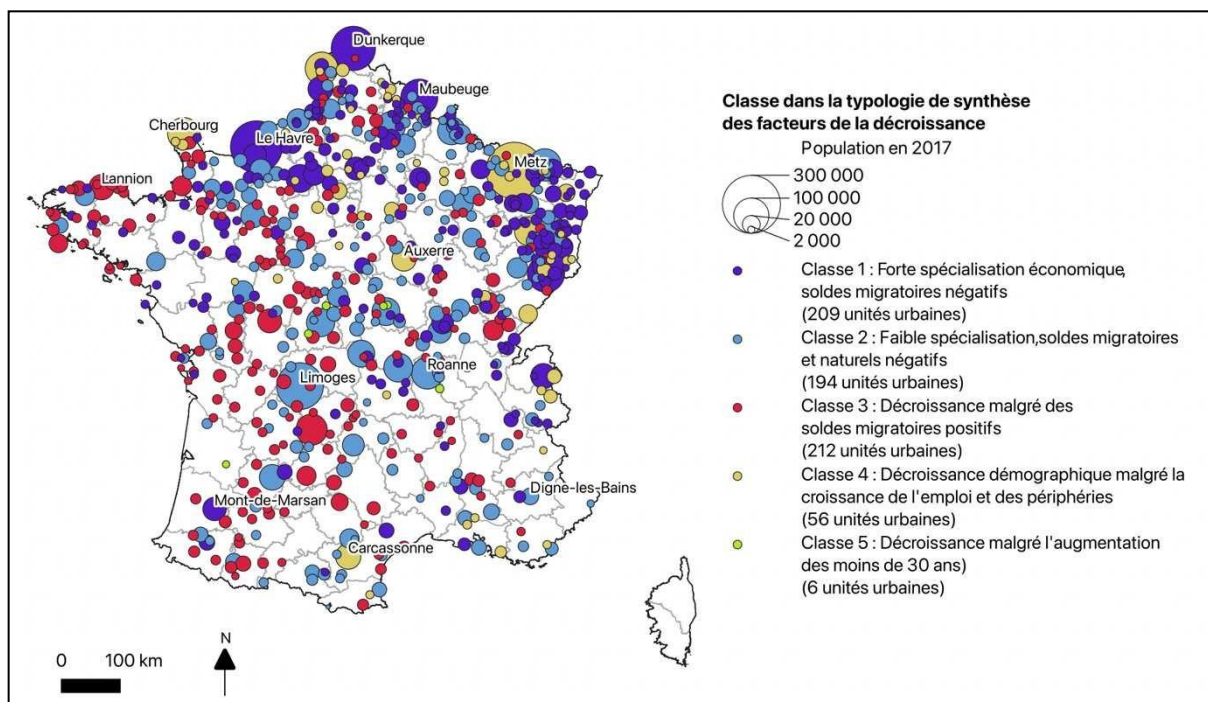 Dunkerque
Maubeuge
Cherbourg
Le Havre
Metz
Lannion
Auxerre
Roanne
Limoges
Digne-les-Bains
Mont-de-Marsan
Carcassonne
N
0 100 km
Classe dans la typologie de synthèse
des facteurs de la décroissance
Population en 2017
300 000
100 000
20 000
2 000
Classe 1 : Forte spécialisation économique,
soldes migratoires négatifs
(209 unités urbaines)
Classe 2 : Faible spécialisation,soldes migratoires
et naturels négatifs
(194 unités urbaines)
Classe 3 : Décroissance malgré des
soldes migratoires positifs
(212 unités urbaines)
Classe 4 : Décroissance démographique malgré la
croissance de l'emploi et des périphéries
(56 unités urbaines)
Classe 5 : Décroissance malgré l'augmentation
des moins de 30 ans)
(6 unités urbaines)